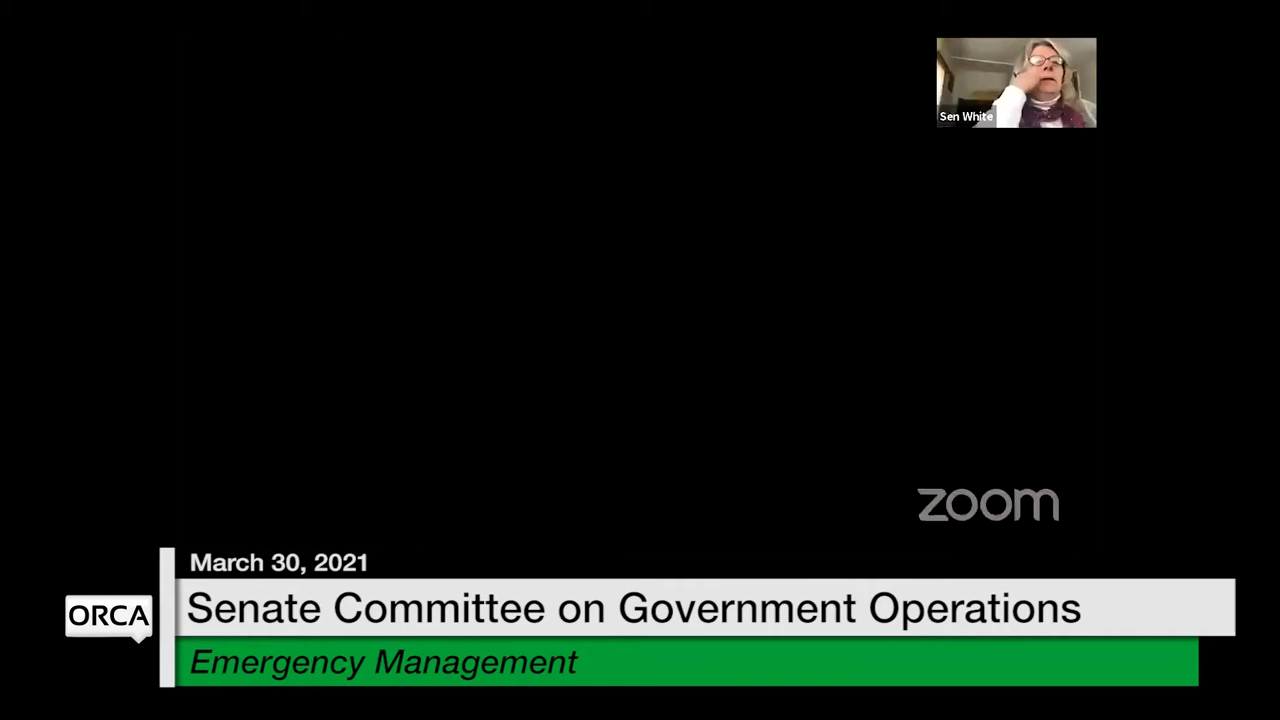 Sen White
zoom
March 30, 2021
Senate Committee on Government Operations
ORCA
Emergency Management